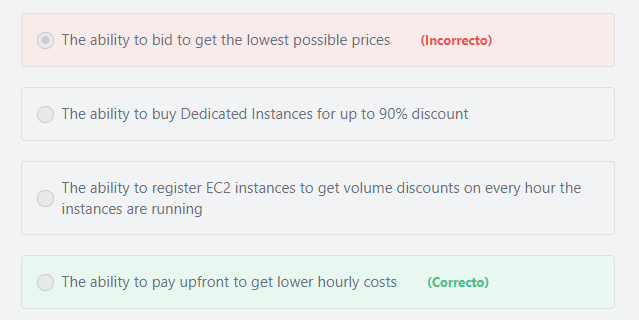 The ability to bid to get the lowest possible prices (Incorrecto)
The ability to buy Dedicated Instances for up to 90% discount
The ability to register EC2 instances to get volume discounts on every hour the
instances are running
The ability to pay upfront to get lower hourly costs (Correcto)